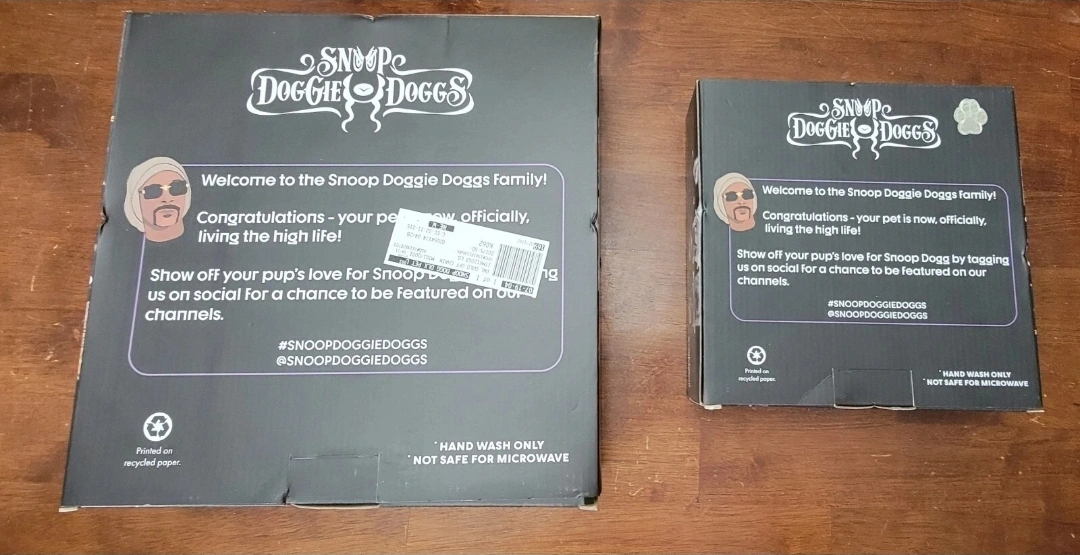 SNOOP
DOGGIE DOGGS
Welcome to the Snoop Doggie Doggs Family!
Congratulations - your pet now, officially,
living the high life!
Show off your pup's love for Snoop
us on social for a chance to be featured on our
channels.
#SNOOPDOGGIEDOGGS
@SNOOPDOGGIEDOGGS
Printed on
recycled paper.
*HAND WASH ONLY
*NOT SAFE FOR MICROWAVE
SNOOP
DOGGIE DOGGS
Welcome to the Snoop Doggie Doggs Family!
Congratulations - your pet is now, officially,
living the high life!
Show off your pup's love for Snoop Dogg by tagging
us on social for a chance to be featured on our
channels.
#SNOOPDOGGIEDOGGS
@SNOOPDOGGIEDOGGS
Printed on
recycled paper.
*HAND WASH ONLY
*NOT SAFE FOR MICROWAVE